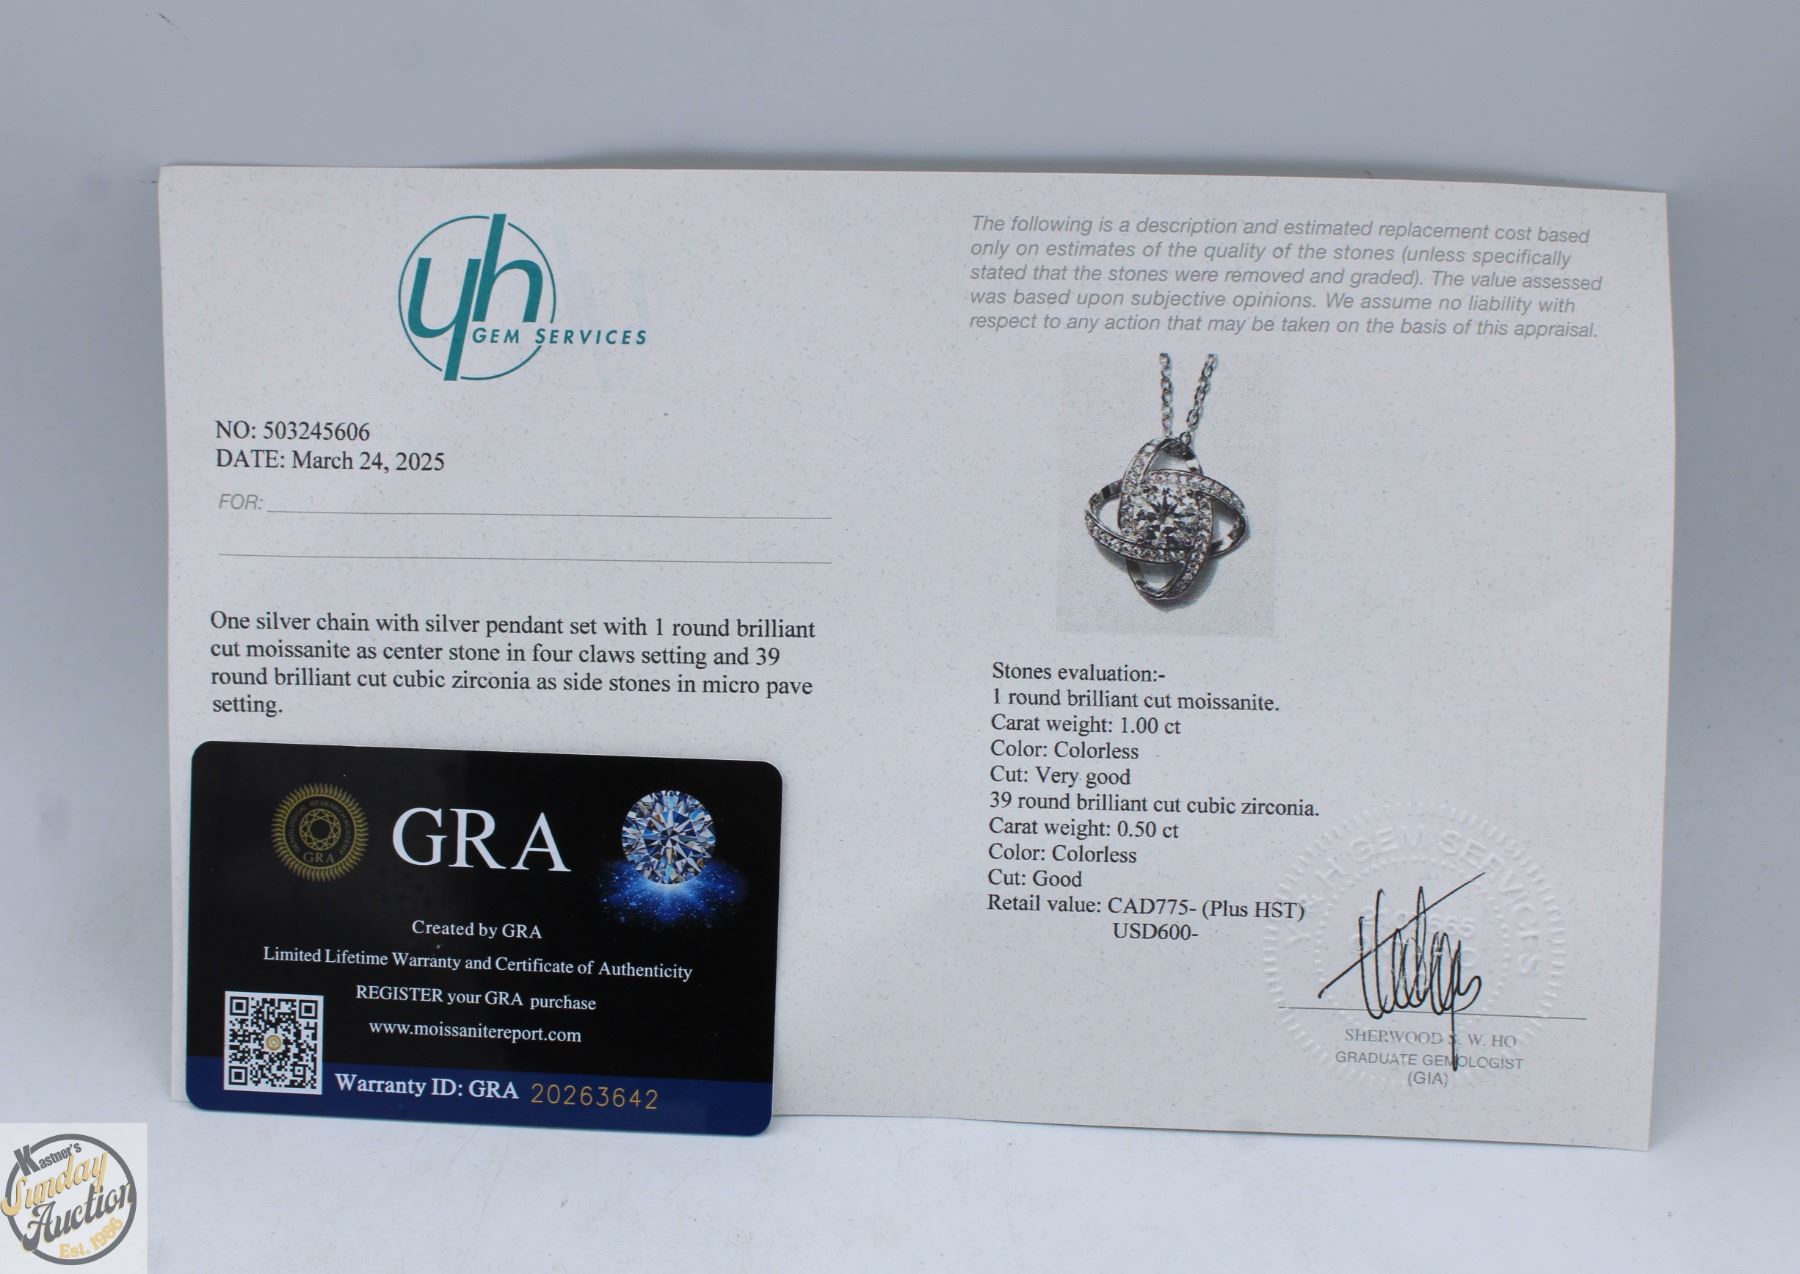 yh
GEM SERVICES
NO: 503245606
DATE: March 24, 2025
FOR:
One silver chain with silver pendant set with 1 round brilliant
cut moissanite as center stone in four claws setting and 39
round brilliant cut cubic zirconia as side stones in micro pave
setting.
The following is a description and estimated replacement cost based
only on estimates of the quality of the stones (unless specifically
stated that the stones were removed and graded). The value assessed
was based upon subjective opinions. We assume no liability with
respect to any action that may be taken on the basis of this appraisal.
Stones evaluation:-
1 round brilliant cut moissanite.
Carat weight: 1.00 ct
Color: Colorless
Cut: Very good
39 round brilliant cut cubic zirconia.
Carat weight: 0.50 ct
Color: Colorless
Cut: Good
Retail value: CAD775- (Plus HST)
USD600-
Y & H GEM SERVICES
SHERWOOD S. W. HO
GRADUATE GEMOLOGIST
(GIA)
GEMOLOGICAL RESEARCH ACADEMY
GRA
GRA
Created by GRA
Limited Lifetime Warranty and Certificate of Authenticity
REGISTER your GRA purchase
www.moissanitereport.com
Warranty ID: GRA 20263642
Kastner's
Sunday
Auction
Est. 1986